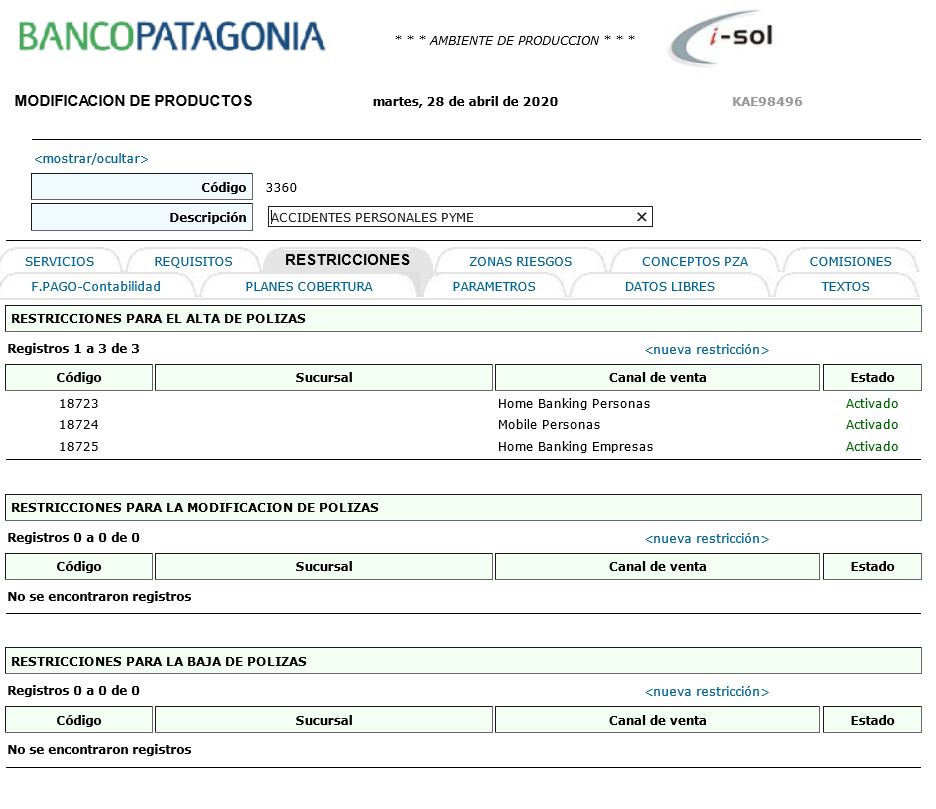 BANCOPATAGONIA
* * * AMBIENTE DE PRODUCCION * * *
i-sol
MODIFICACION DE PRODUCTOS martes, 28 de abril de 2020 KAE98496
<mostrar/ocultar>
Código 3360
Descripción ACCIDENTES PERSONALES PYME ✕
SERVICIOS REQUISITOS RESTRICCIONES ZONAS RIESGOS CONCEPTOS PZA COMISIONES
F.PAGO-Contabilidad PLANES COBERTURA PARAMETROS DATOS LIBRES TEXTOS
RESTRICCIONES PARA EL ALTA DE POLIZAS
Registros 1 a 3 de 3 <nueva restricción>
Código Sucursal Canal de venta Estado
18723 Home Banking Personas Activado
18724 Mobile Personas Activado
18725 Home Banking Empresas Activado
RESTRICCIONES PARA LA MODIFICACION DE POLIZAS
Registros 0 a 0 de 0 <nueva restricción>
Código Sucursal Canal de venta Estado
No se encontraron registros
RESTRICCIONES PARA LA BAJA DE POLIZAS
Registros 0 a 0 de 0 <nueva restricción>
Código Sucursal Canal de venta Estado
No se encontraron registros